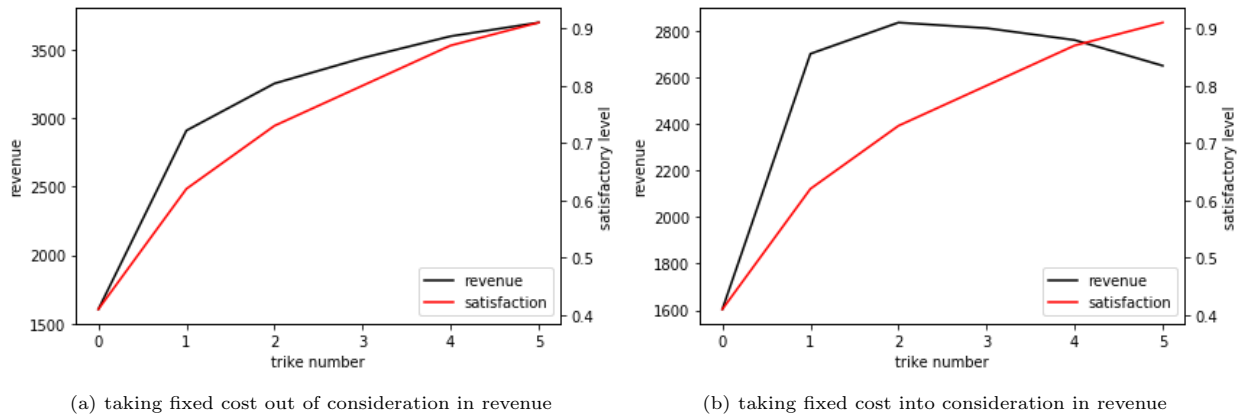 3500
3000
2500
2000
1500
revenue
0.9
0.8
0.7
0.6
0.5
0.4
satisfactory level
revenue
satisfaction
0 1 2 3 4 5
trike number
(a) taking fixed cost out of consideration in revenue
2800
2600
2400
2200
2000
1800
1600
revenue
0.9
0.8
0.7
0.6
0.5
0.4
satisfactory level
revenue
satisfaction
0 1 2 3 4 5
trike number
(b) taking fixed cost into consideration in revenue